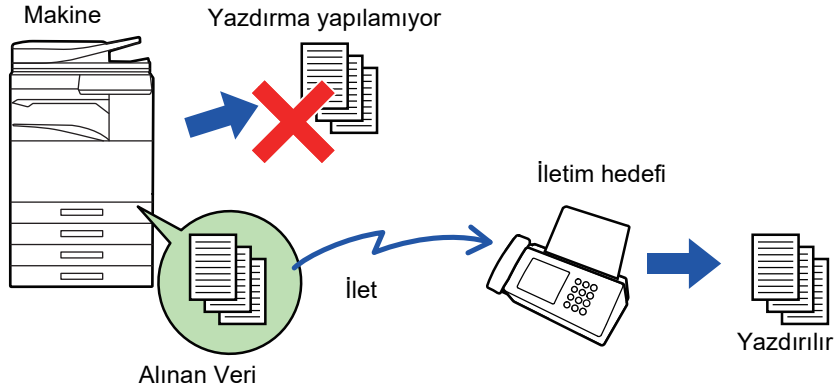 Makine
Yazdırma yapılamıyor
İletim hedefi
İlet
Yazdırılır
Alınan Veri